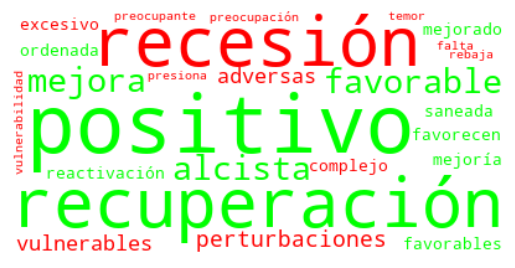 preocupante preocupación temor
excesivo recesión mejorado
ordenada falta
rebaja
mejora presiona adversas favorable
vulnerabilidad
positivo saneada
favorecen
reactivación alcista complejo mejoría
recuperación
vulnerables perturbaciones favorables